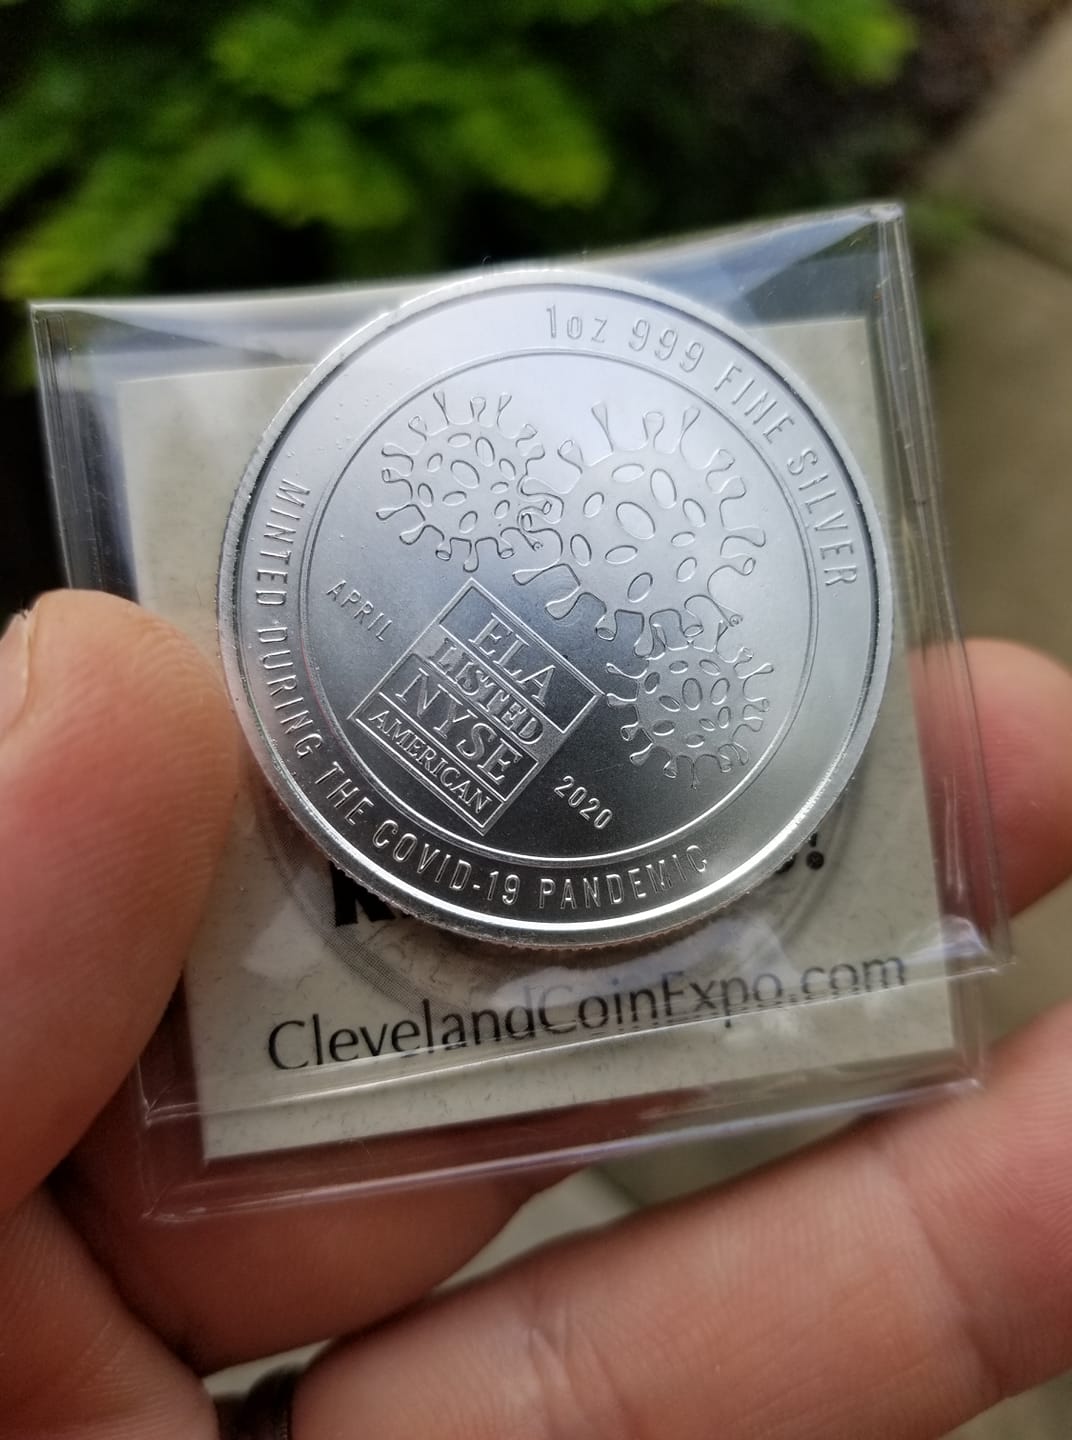 1oz 999 FINE SILVER
MINTED DURING THE COVID-19 PANDEMIC
APRIL
ELA
LISTED
NYSE
AMERICAN
2020
ClevelandCoinExpo.com